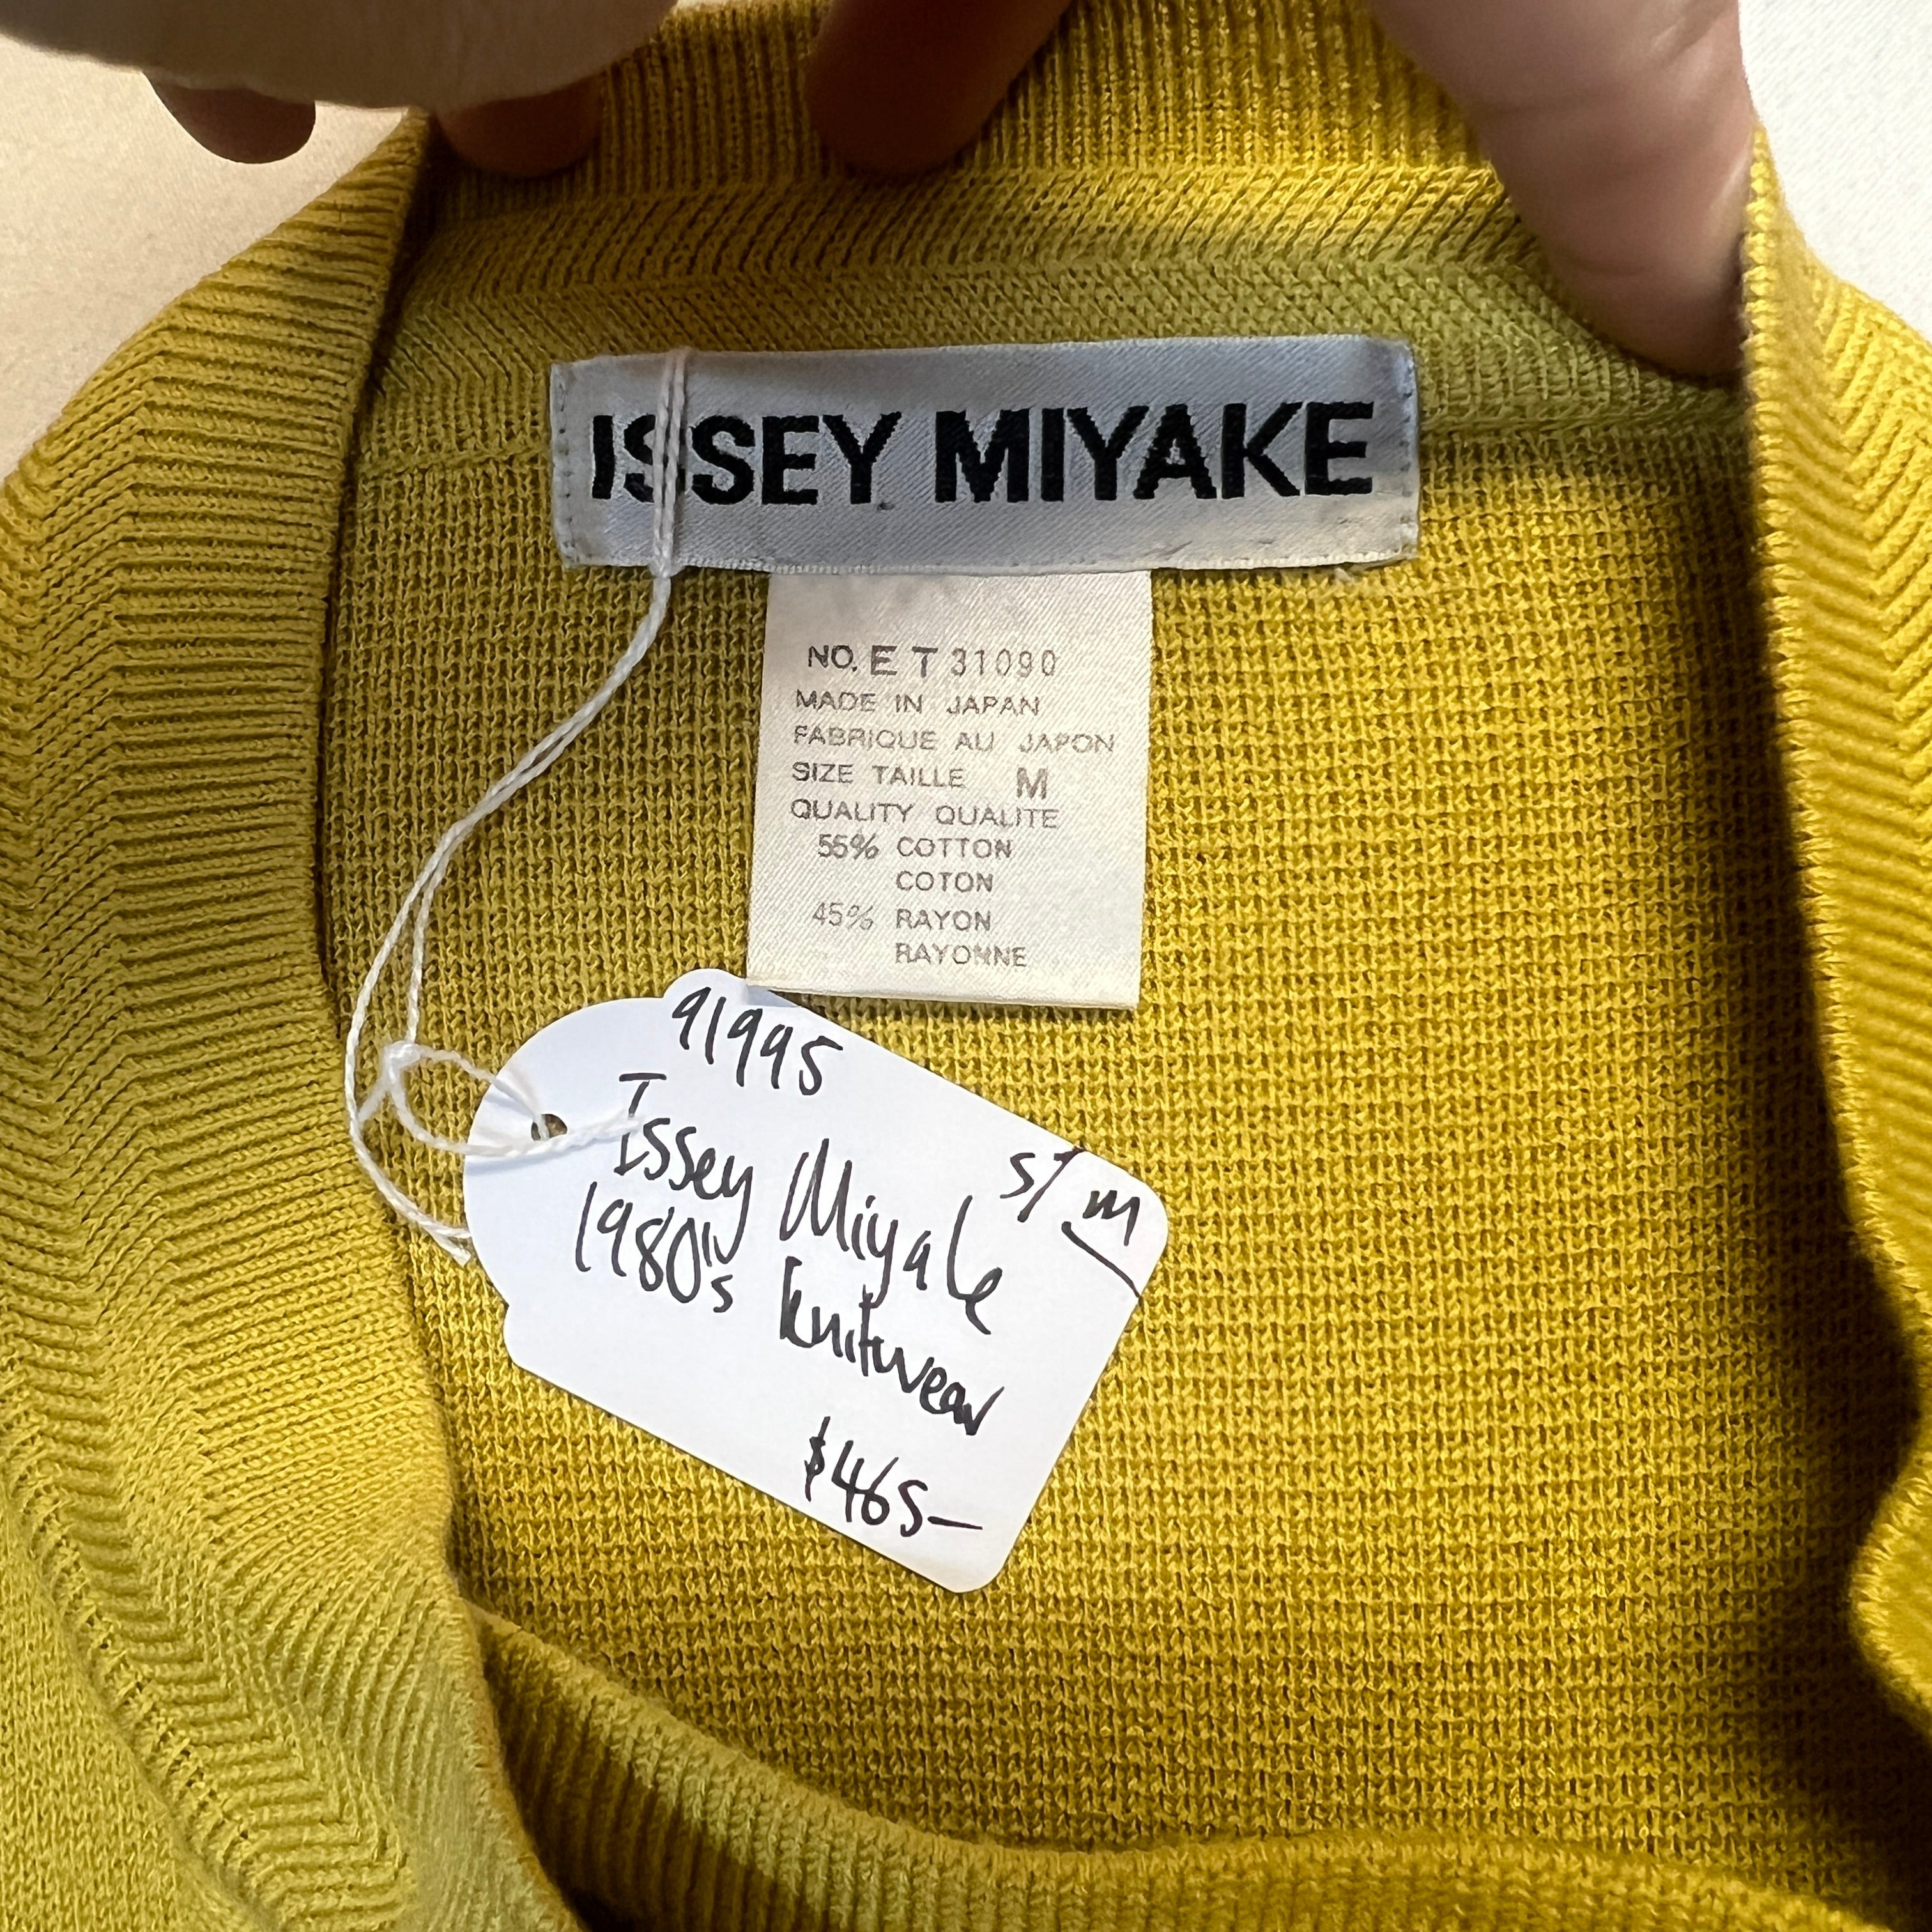 ISSEY MIYAKE
NO. ET31090
MADE IN JAPAN
FABRIQUE AU JAPON
SIZE TAILLE M
QUALITY QUALITE
55% COTTON
COTON
45% RAYON
RAYONNE
91995
Issey Miyake
S/M
1980's knitwear
$465-